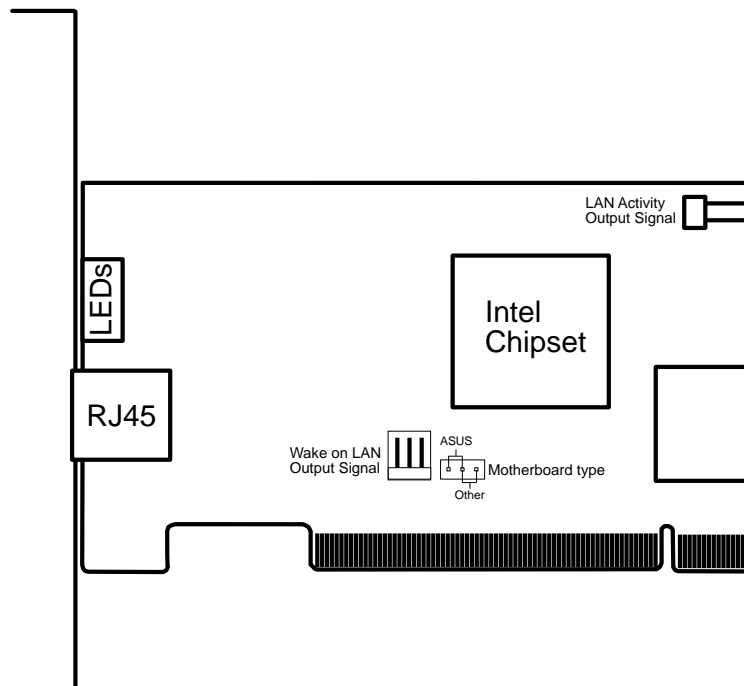 LAN Activity
Output Signal
LEDs
Intel
Chipset
RJ45
Wake on LAN
Output Signal
ASUS
Motherboard type
Other